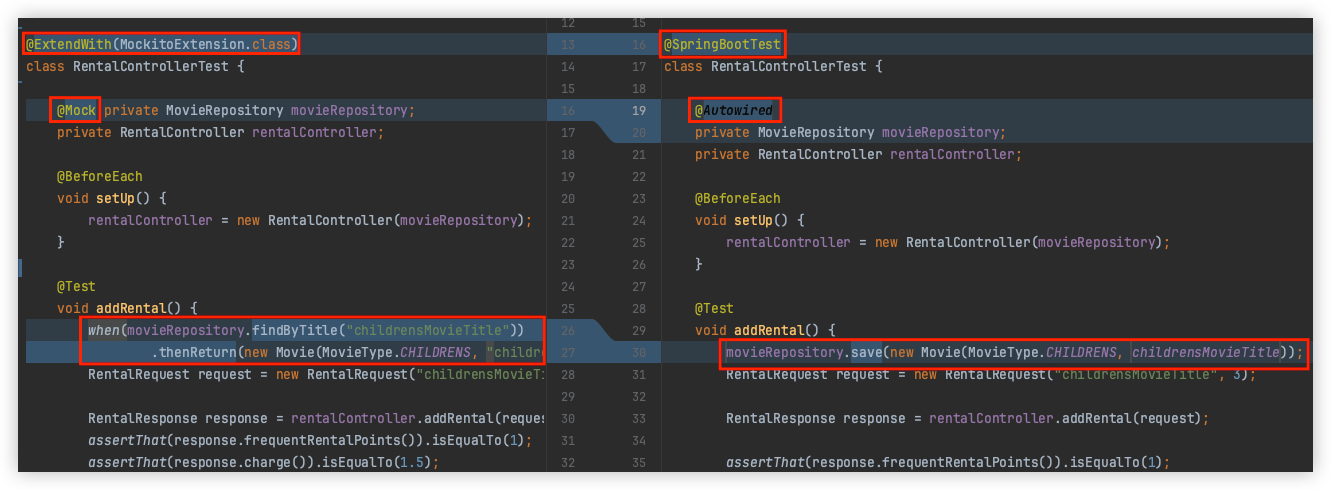 12
@ExtendWith(MockitoExtension.class) 13
class RentalControllerTest { 14
15
@Mock private MovieRepository movieRepository; 16
private RentalController rentalController; 17
18
@BeforeEach 19
void setUp() { 20
rentalController = new RentalController(movieRepository); 21
} 22
23
@Test 24
void addRental() { 25
when(movieRepository.findByTitle("childrensMovieTitle")) 26
.thenReturn(new Movie(MovieType.CHILDRENS, "childre 27
RentalRequest request = new RentalRequest("childrensMovieTi 28
29
RentalResponse response = rentalController.addRental(reques 30
assertThat(response.frequentRentalPoints()).isEqualTo(1); 31
assertThat(response.charge()).isEqualTo(1.5); 32
15
16 @SpringBootTest
17 class RentalControllerTest {
18
19 @Autowired
20 private MovieRepository movieRepository;
21 private RentalController rentalController;
22
23 @BeforeEach
24 void setUp() {
25 rentalController = new RentalController(movieRepository);
26 }
27
28 @Test
29 void addRental() {
30 movieRepository.save(new Movie(MovieType.CHILDRENS, childrensMovieTitle));
31 RentalRequest request = new RentalRequest("childrensMovieTitle", 3);
32
33 RentalResponse response = rentalController.addRental(request);
34
35 assertThat(response.frequentRentalPoints()).isEqualTo(1);